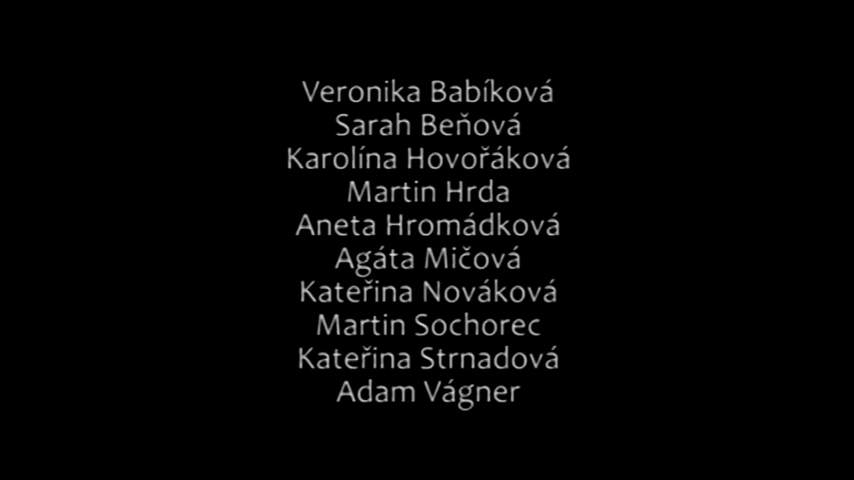 Veronika Babíková
Sarah Beňová
Karolína Hovořáková
Martin Hrda
Aneta Hromádková
Agáta Mičová
Kateřina Nováková
Martin Sochorec
Kateřina Strnadová
Adam Vágner